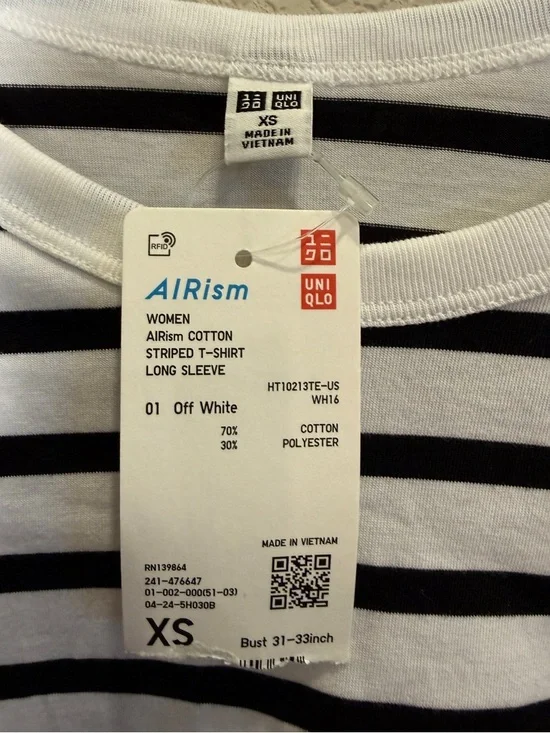 ユニ
クロ
UNI
QLO
XS
MADE IN
VIETNAM
RFID
ユニ
クロ
AIRism
UNI
QLO
WOMEN
AIRism COTTON
STRIPED T-SHIRT
LONG SLEEVE
HT10213TE-US
WH16
01 Off White
70% COTTON
30% POLYESTER
MADE IN VIETNAM
RN139864
241-476647
01-002-000(51-03)
04-24-5H030B
XS
Bust 31-33inch